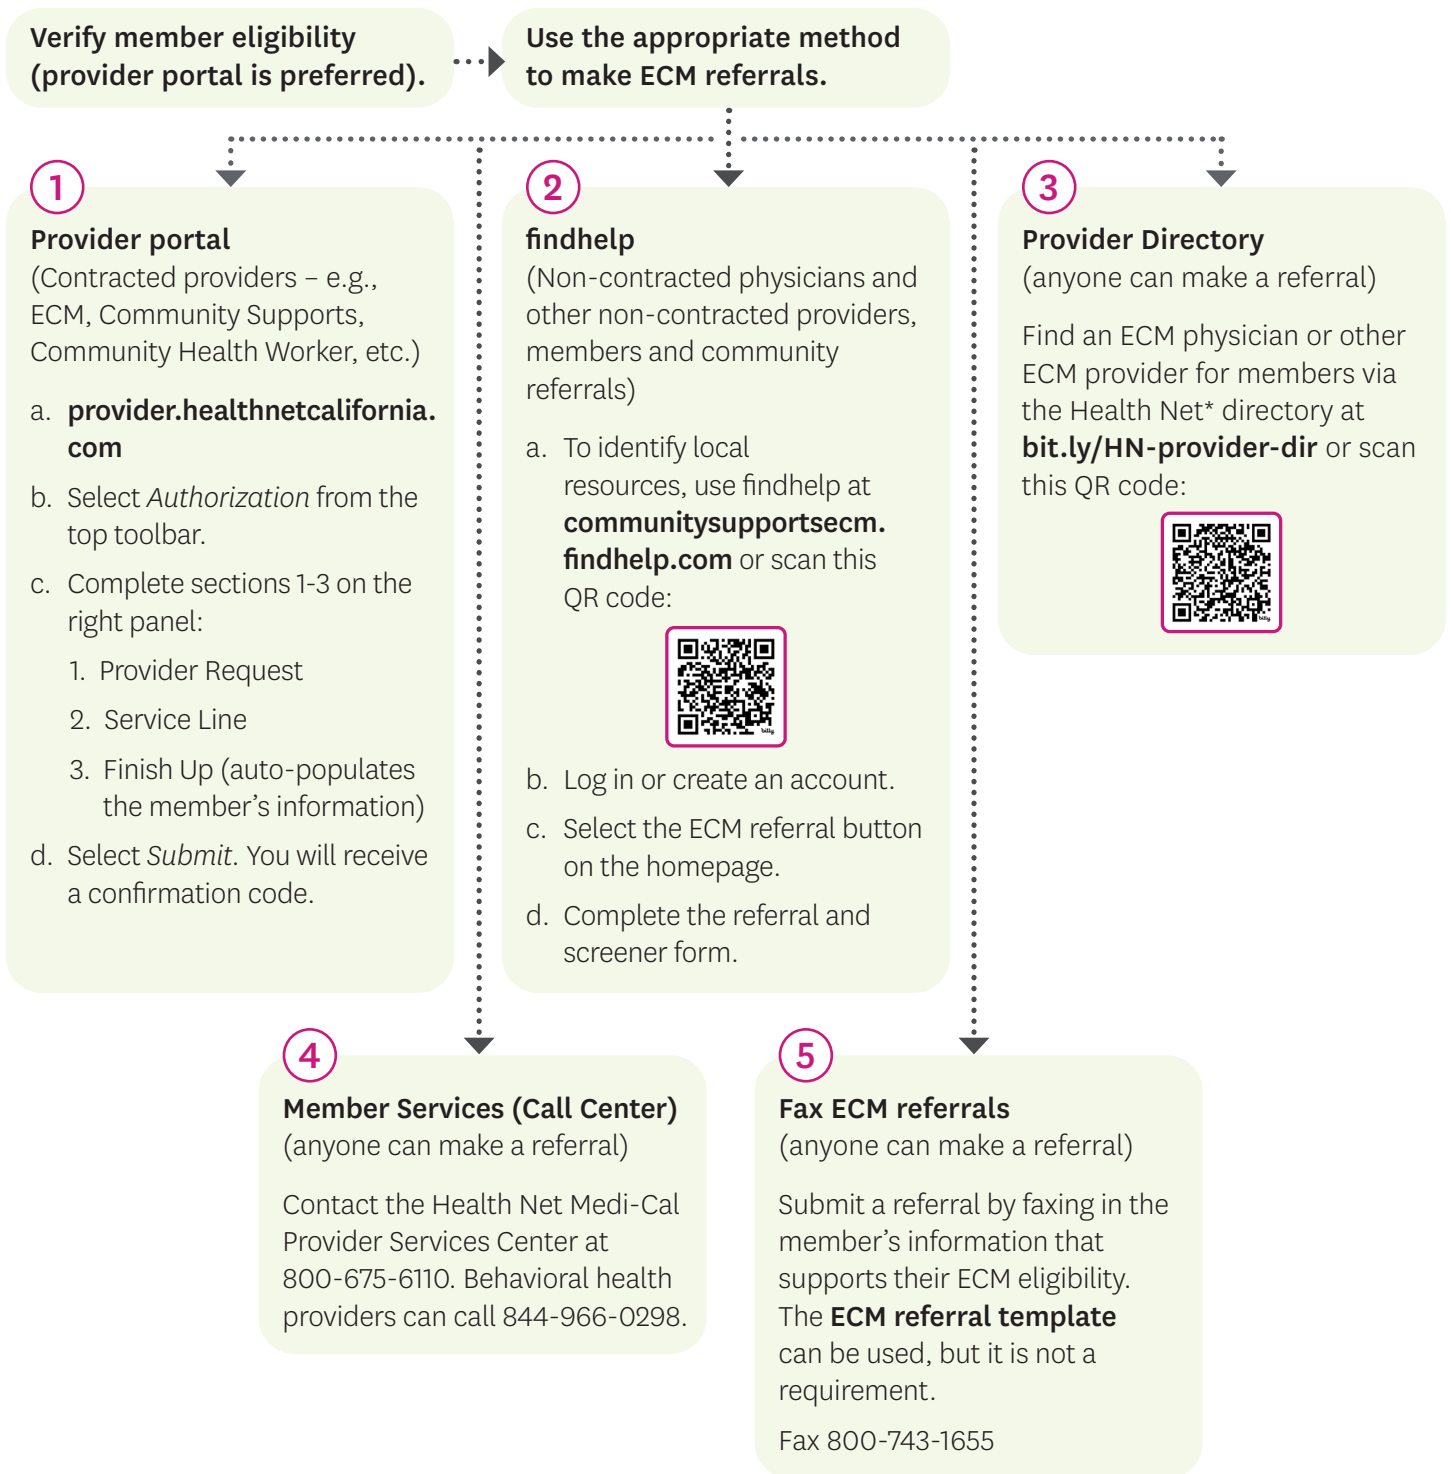 Verify member eligibility
(provider portal is preferred).
Use the appropriate method
to make ECM referrals.
1
Provider portal
(Contracted providers – e.g.,
ECM, Community Supports,
Community Health Worker, etc.)
a. provider.healthnetcalifornia.
com
b. Select Authorization from the
top toolbar.
c. Complete sections 1-3 on the
right panel:
1. Provider Request
2. Service Line
3. Finish Up (auto-populates
the member’s information)
d. Select Submit. You will receive
a confirmation code.
2
findhelp
(Non-contracted physicians and
other non-contracted providers,
members and community
referrals)
a. To identify local
resources, use findhelp at
communitysupportsecm.
findhelp.com or scan this
QR code:
bitly
b. Log in or create an account.
c. Select the ECM referral button
on the homepage.
d. Complete the referral and
screener form.
3
Provider Directory
(anyone can make a referral)
Find an ECM physician or other
ECM provider for members via
the Health Net* directory at
bit.ly/HN-provider-dir or scan
this QR code:
bitly
4
Member Services (Call Center)
(anyone can make a referral)
Contact the Health Net Medi-Cal
Provider Services Center at
800-675-6110. Behavioral health
providers can call 844-966-0298.
5
Fax ECM referrals
(anyone can make a referral)
Submit a referral by faxing in the
member’s information that
supports their ECM eligibility.
The ECM referral template
can be used, but it is not a
requirement.
Fax 800-743-1655